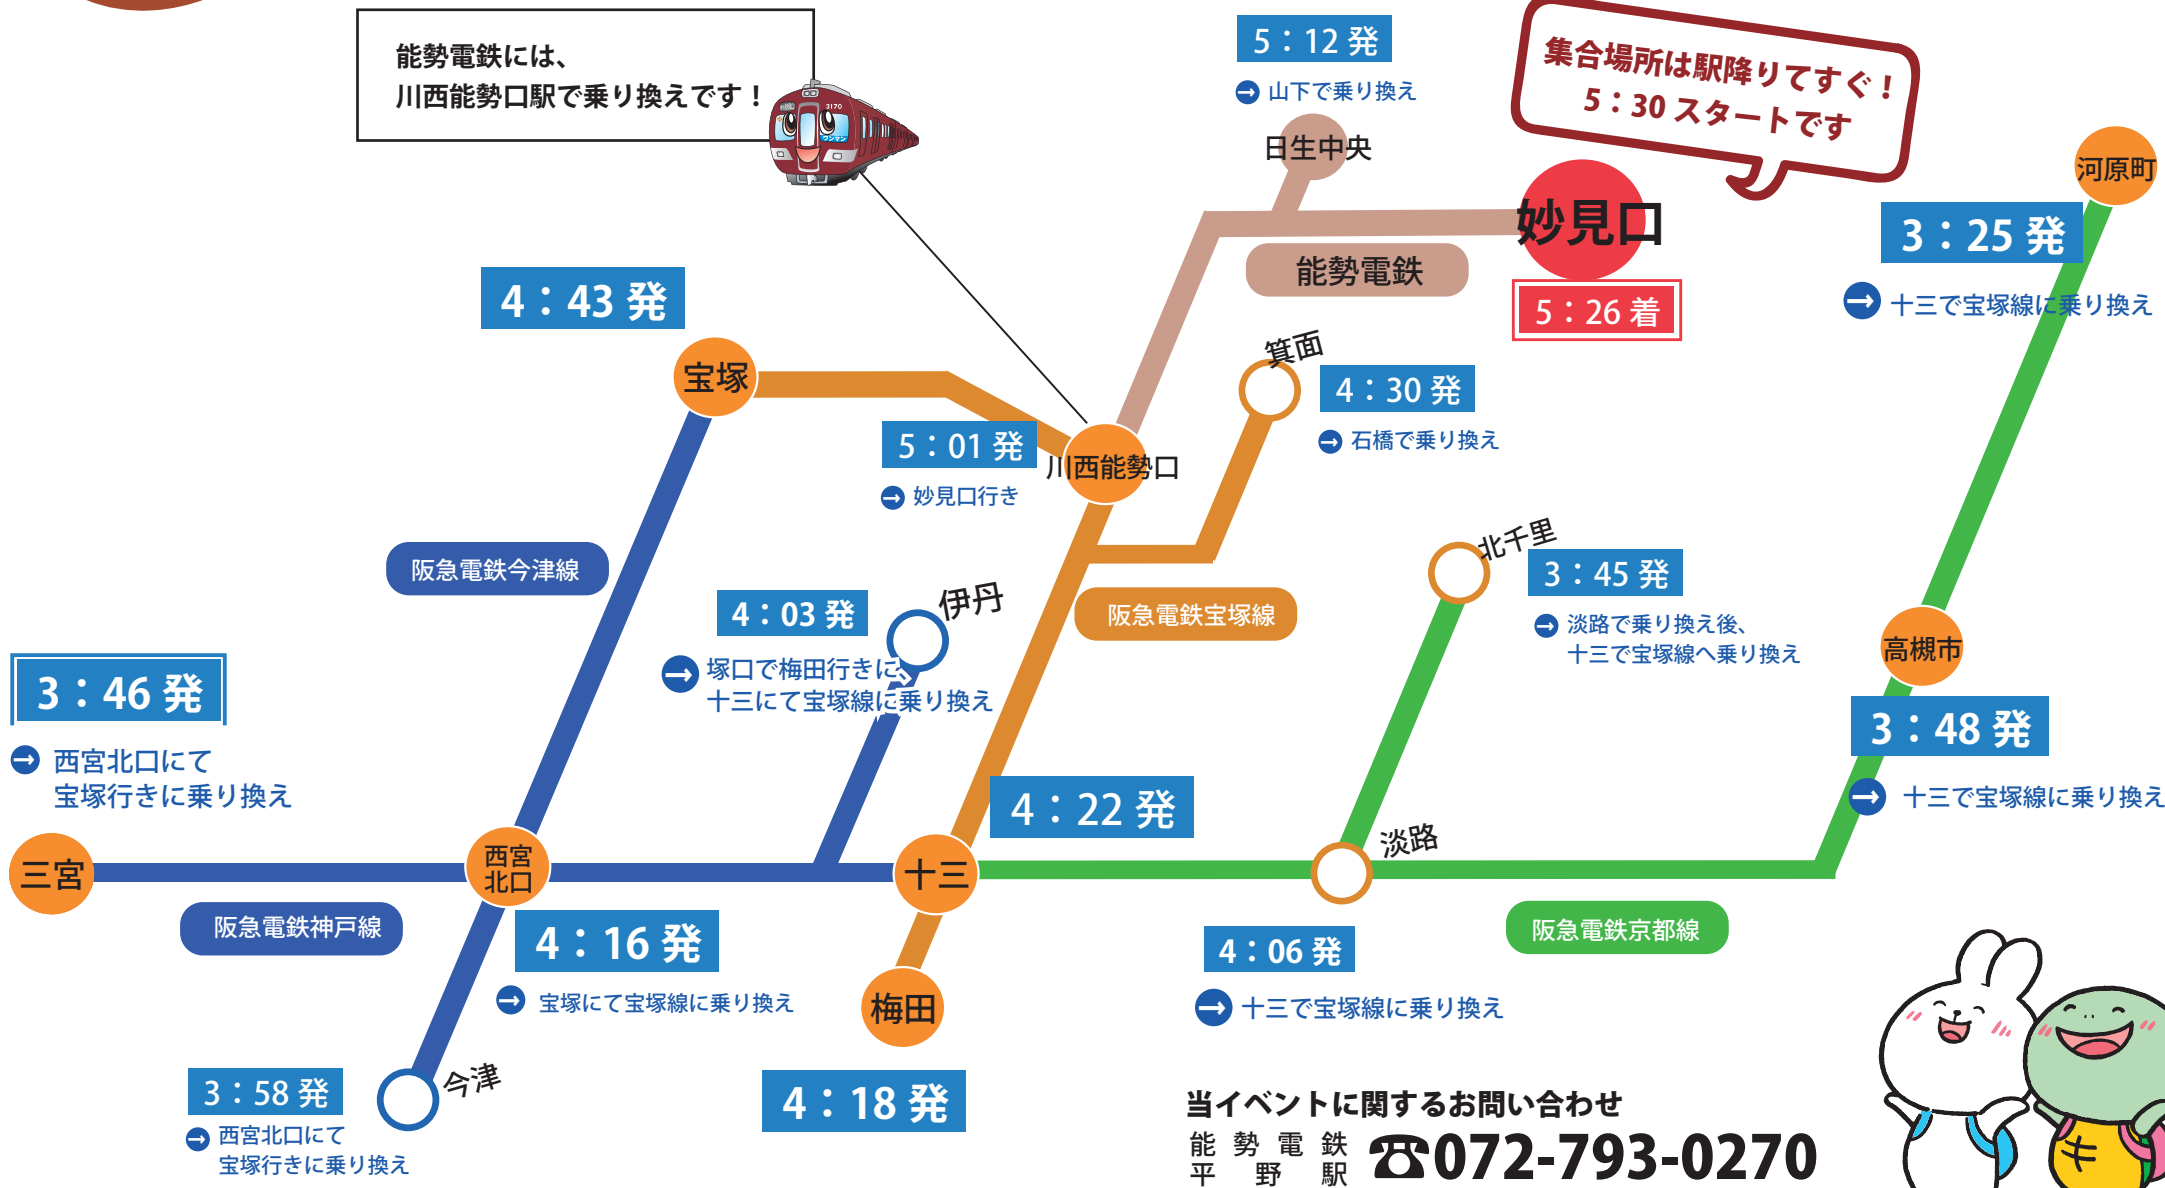 能勢電鉄には、
川西能勢口駅で乗り換えです！
3170
ワンマン
5：12 発
山下で乗り換え
日生中央
集合場所は駅降りてすぐ！
5：30 スタートです
妙見口
5：26 着
能勢電鉄
河原町
3：25 発
十三で宝塚線に乗り換え
4：43 発
宝塚
箕面
4：30 発
石橋で乗り換え
5：01 発
妙見口行き
川西能勢口
阪急電鉄今津線
阪急電鉄宝塚線
北千里
3：45 発
淡路で乗り換え後、
十三で宝塚線へ乗り換え
伊丹
4：03 発
塚口で梅田行きに、
十三にて宝塚線に乗り換え
高槻市
3：48 発
十三で宝塚線に乗り換え
3：46 発
西宮北口にて
宝塚行きに乗り換え
三宮
阪急電鉄神戸線
西宮
北口
4：16 発
宝塚にて宝塚線に乗り換え
十三
4：22 発
淡路
4：06 発
十三で宝塚線に乗り換え
阪急電鉄京都線
梅田
4：18 発
今津
3：58 発
西宮北口にて
宝塚行きに乗り換え
当イベントに関するお問い合わせ
能勢電鉄
平野駅
☎072-793-0270